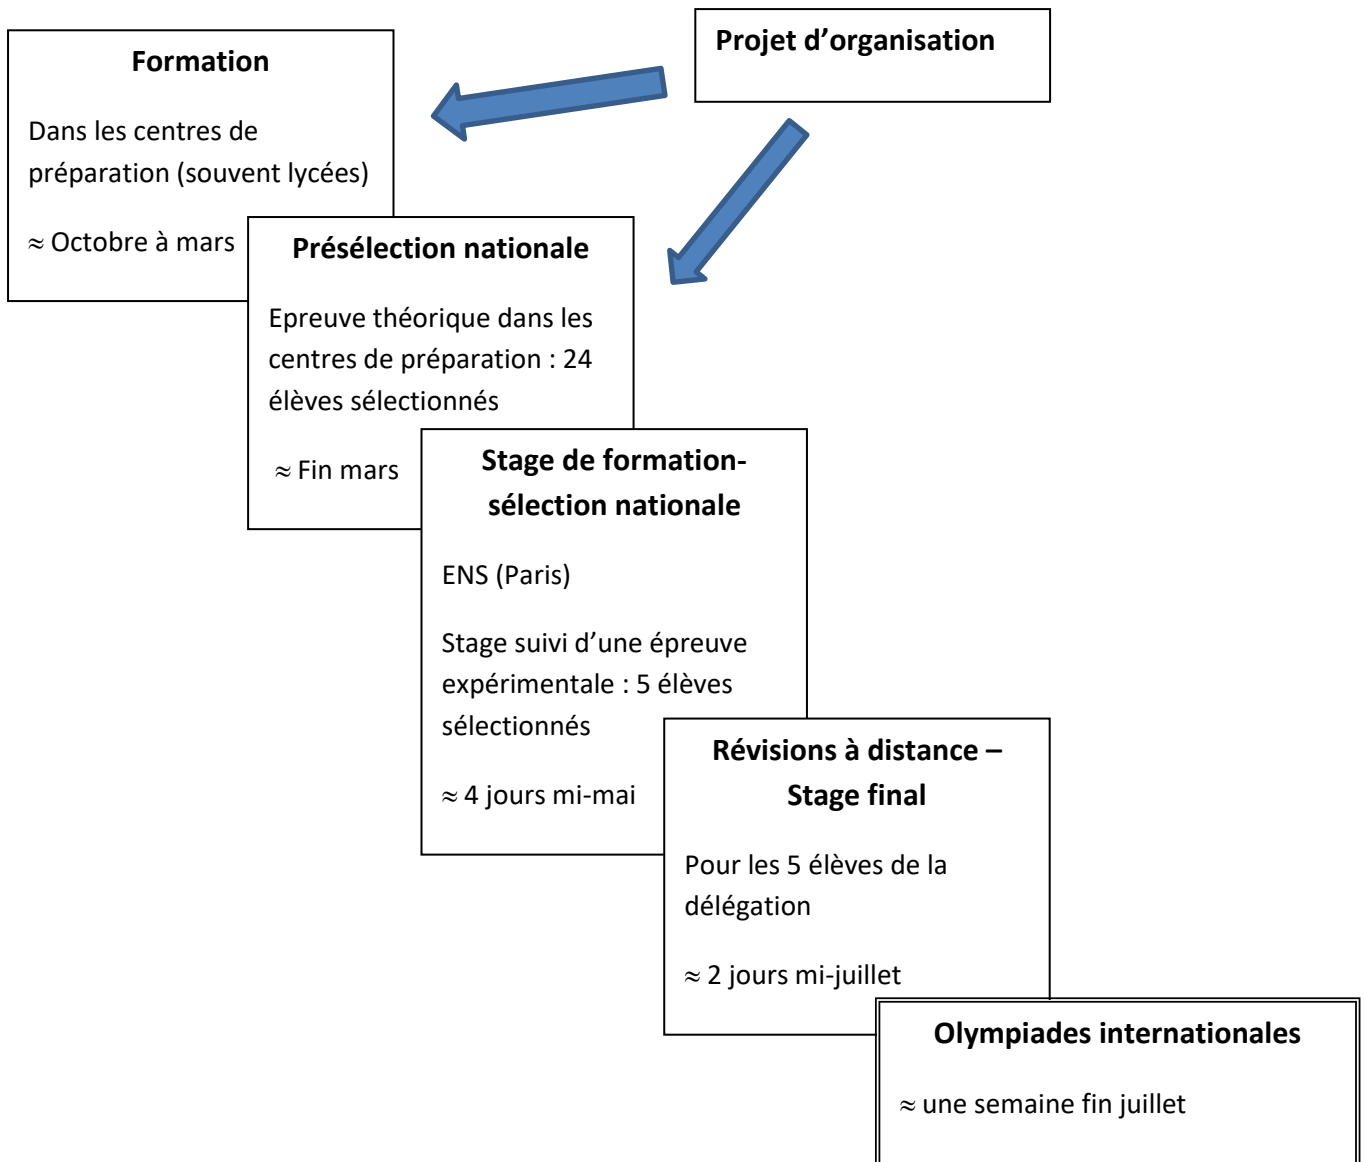 Projet d’organisation
Formation
Dans les centres de
préparation (souvent lycées)
≈ Octobre à mars
Présélection nationale
Epreuve théorique dans les
centres de préparation : 24
élèves sélectionnés
≈ Fin mars
Stage de formation-
sélection nationale
ENS (Paris)
Stage suivi d’une épreuve
expérimentale : 5 élèves
sélectionnés
≈ 4 jours mi-mai
Révisions à distance –
Stage final
Pour les 5 élèves de la
délégation
≈ 2 jours mi-juillet
Olympiades internationales
≈ une semaine fin juillet